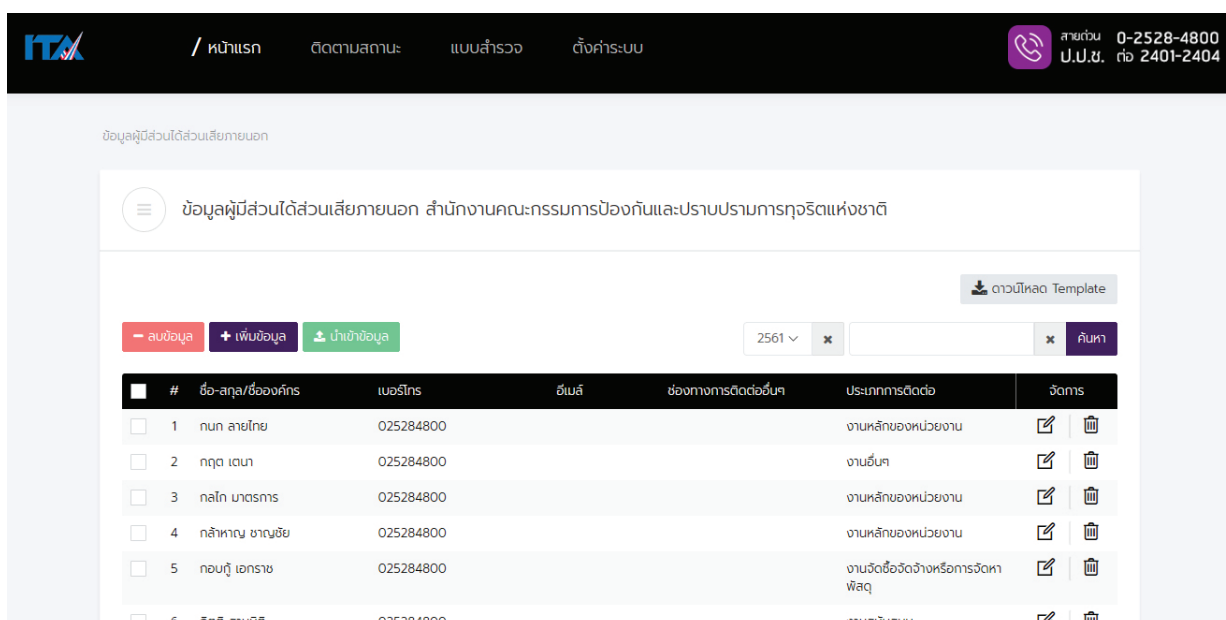 ITA
/ หน้าแรก ติดตามสถานะ แบบสำรวจ ตั้งค่าระบบ
สายด่วน 0-2528-4800
ป.ป.ช. ต่อ 2401-2404
ข้อมูลผู้มีส่วนได้ส่วนเสียภายนอก
ข้อมูลผู้มีส่วนได้ส่วนเสียภายนอก สำนักงานคณะกรรมการป้องกันและปราบปรามการทุจริตแห่งชาติ
ดาวน์โหลด Template
ลบข้อมูล เพิ่มข้อมูล นำเข้าข้อมูล 2561 ค้นหา
# ชื่อ-สกุล/ชื่อองค์กร เบอร์โทร อีเมล์ ช่องทางการติดต่ออื่นๆ ประเภทการติดต่อ จัดการ
1 กนก ลายไทย 025284800 งานหลักของหน่วยงาน
2 กฤต เตนา 025284800 งานอื่นๆ
3 กลไก มาตรการ 025284800 งานหลักของหน่วยงาน
4 กล้าหาญ ชาญชัย 025284800 งานหลักของหน่วยงาน
5 กอบกู้ เอกราช 025284800 งานจัดซื้อจัดจ้างหรือการจัดหา
พัสดุ
6 025284800